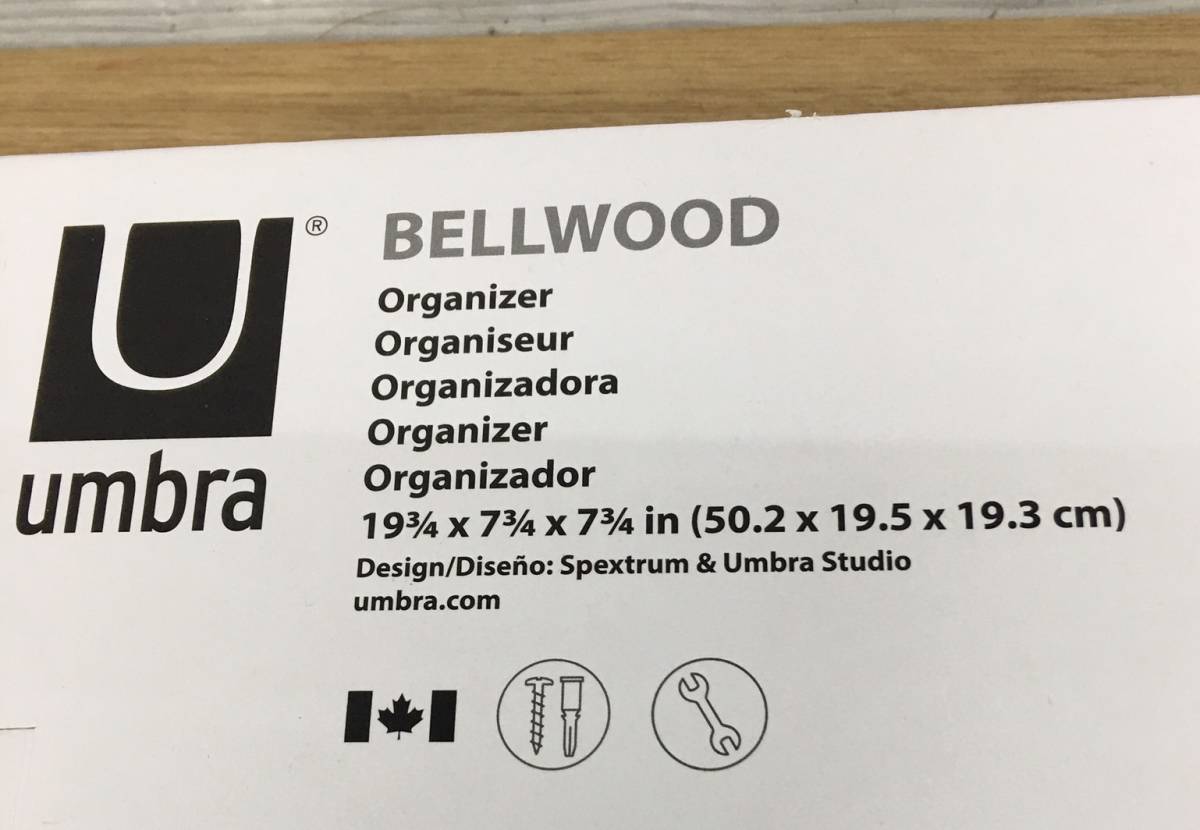 ®
umbra
BELLWOOD
Organizer
Organiseur
Organizadora
Organizer
Organizador
19¾ x 7¾ x 7¾ in (50.2 x 19.5 x 19.3 cm)
Design/Diseño: Spextrum & Umbra Studio
umbra.com